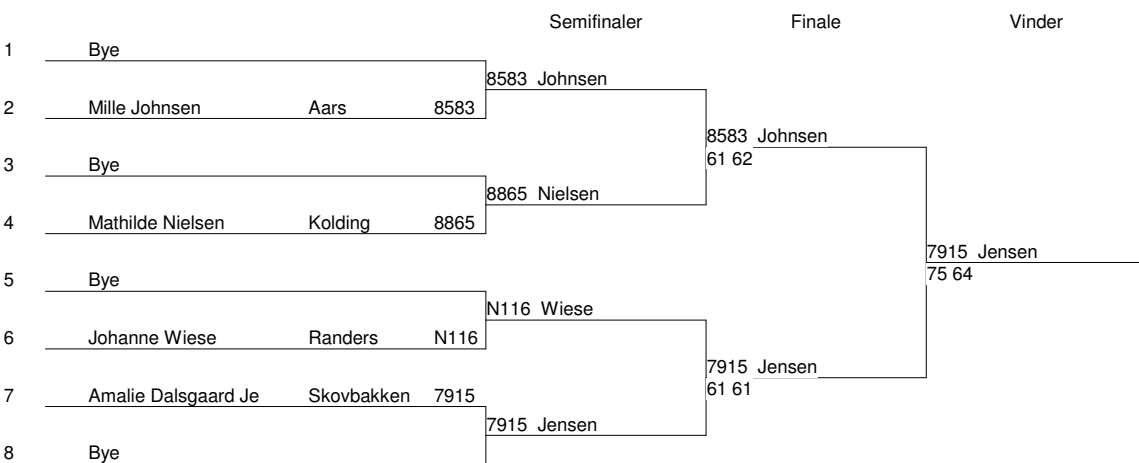 Semifinaler Finale Vinder
1 Bye
8583 Johnsen
2 Mille Johnsen Aars 8583
8583 Johnsen
3 Bye
61 62
8865 Nielsen
4 Mathilde Nielsen Kolding 8865
7915 Jensen
5 Bye
75 64
N116 Wiese
6 Johanne Wiese Randers N116
7915 Jensen
7 Amalie Dalsgaard Je Skovbakken 7915
61 61
7915 Jensen
8 Bye